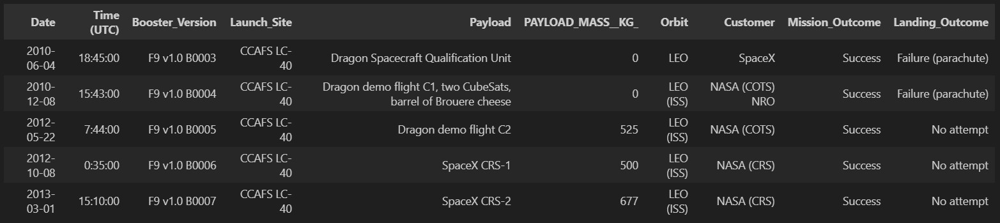 Date Time (UTC) Booster_Version Launch_Site Payload PAYLOAD_MASS__KG_ Orbit Customer Mission_Outcome Landing_Outcome
2010-06-04 18:45:00 F9 v1.0 B0003 CCAFS LC-40 Dragon Spacecraft Qualification Unit 0 LEO SpaceX Success Failure (parachute)
2010-12-08 15:43:00 F9 v1.0 B0004 CCAFS LC-40 Dragon demo flight C1, two CubeSats, barrel of Brouere cheese 0 LEO (ISS) NASA (COTS) NRO Success Failure (parachute)
2012-05-22 7:44:00 F9 v1.0 B0005 CCAFS LC-40 Dragon demo flight C2 525 LEO (ISS) NASA (COTS) Success No attempt
2012-10-08 0:35:00 F9 v1.0 B0006 CCAFS LC-40 SpaceX CRS-1 500 LEO (ISS) NASA (CRS) Success No attempt
2013-03-01 15:10:00 F9 v1.0 B0007 CCAFS LC-40 SpaceX CRS-2 677 LEO (ISS) NASA (CRS) Success No attempt